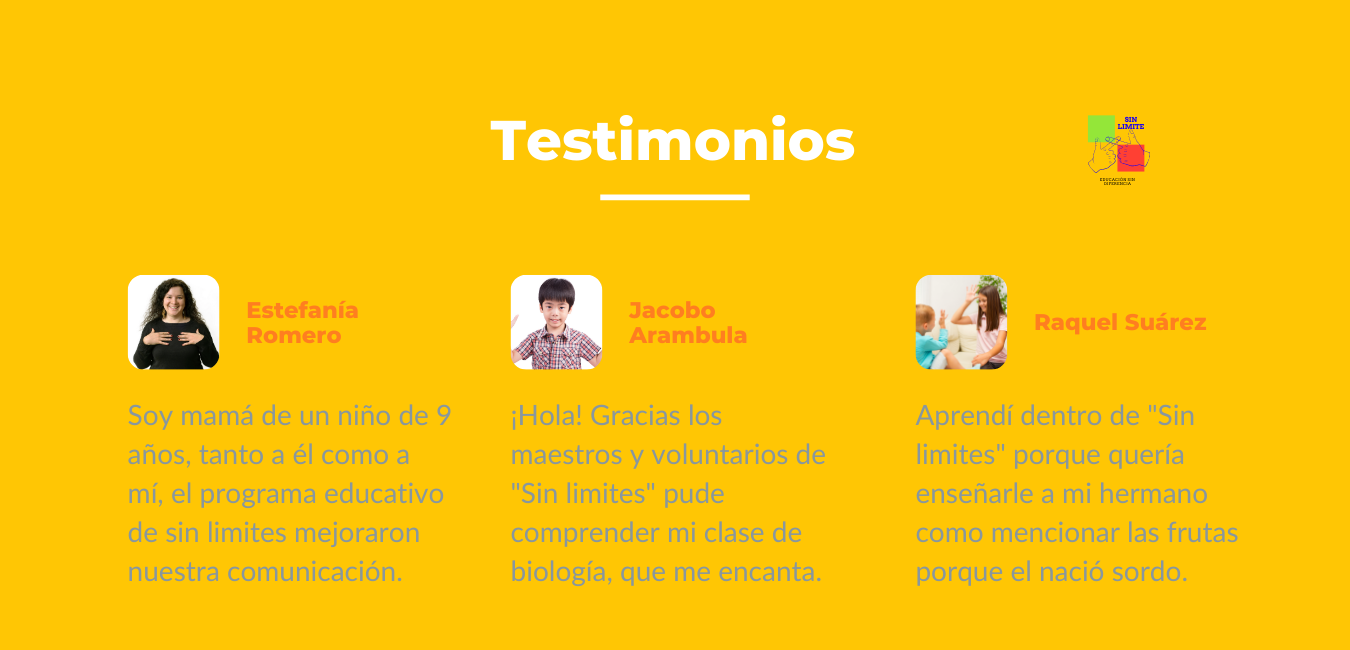 Testimonios
SIN
LIMITE
EDUCACIÓN SIN
DIFERENCIA
Estefanía
Romero
Soy mamá de un niño de 9
años, tanto a él como a
mí, el programa educativo
de sin limites mejoraron
nuestra comunicación.
Jacobo
Arambula
¡Hola! Gracias los
maestros y voluntarios de
"Sin limites" pude
comprender mi clase de
biología, que me encanta.
Raquel Suárez
Aprendí dentro de "Sin
limites" porque quería
enseñarle a mi hermano
como mencionar las frutas
porque el nació sordo.